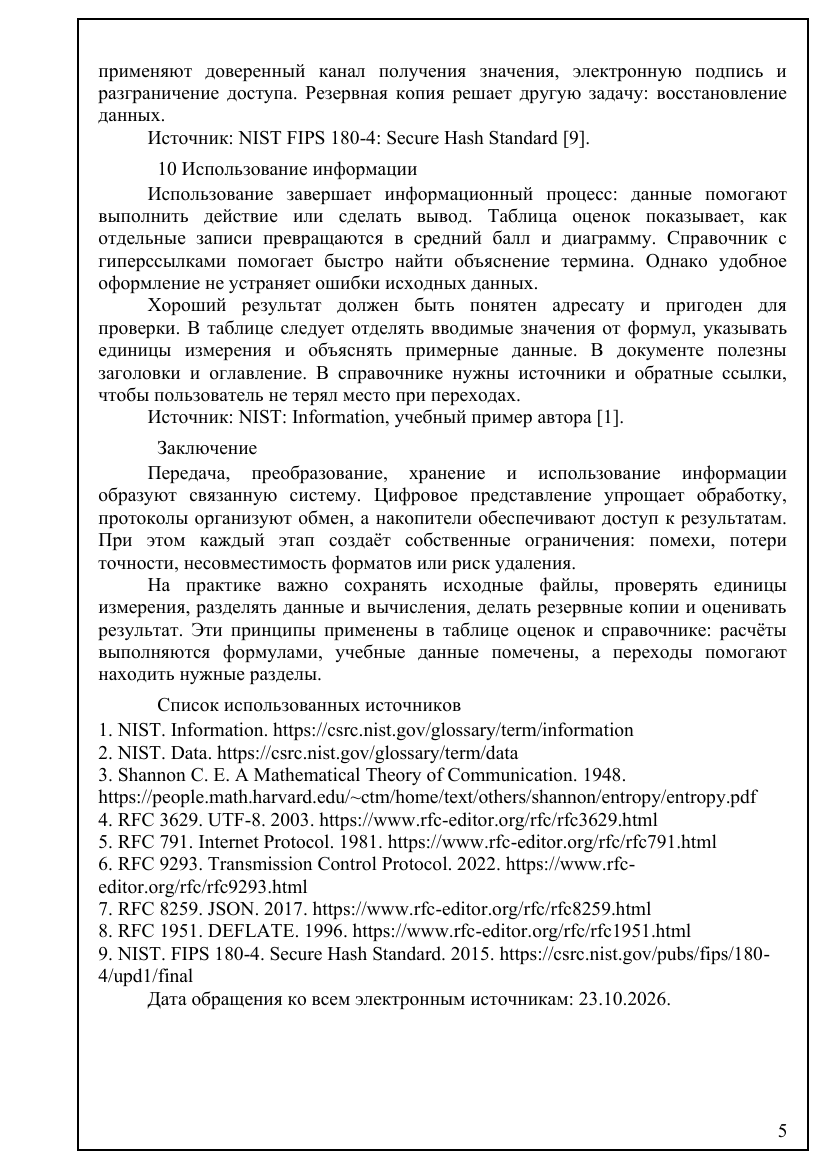 применяют доверенный канал получения значения, электронную подпись и
разграничение доступа. Резервная копия решает другую задачу: восстановление
данных.
Источник: NIST FIPS 180-4: Secure Hash Standard [9].
10 Использование информации
Использование завершает информационный процесс: данные помогают
выполнить действие или сделать вывод. Таблица оценок показывает, как
отдельные записи превращаются в средний балл и диаграмму. Справочник с
гиперссылками помогает быстро найти объяснение термина. Однако удобное
оформление не устраняет ошибки исходных данных.
Хороший результат должен быть понятен адресату и пригоден для
проверки. В таблице следует отделять вводимые значения от формул, указывать
единицы измерения и объяснять примерные данные. В документе полезны
заголовки и оглавление. В справочнике нужны источники и обратные ссылки,
чтобы пользователь не терял место при переходах.
Источник: NIST: Information, учебный пример автора [1].
Заключение
Передача, преобразование, хранение и использование информации
образуют связанную систему. Цифровое представление упрощает обработку,
протоколы организуют обмен, а накопители обеспечивают доступ к результатам.
При этом каждый этап создаёт собственные ограничения: помехи, потери
точности, несовместимость форматов или риск удаления.
На практике важно сохранять исходные файлы, проверять единицы
измерения, разделять данные и вычисления, делать резервные копии и оценивать
результат. Эти принципы применены в таблице оценок и справочнике: расчёты
выполняются формулами, учебные данные помечены, а переходы помогают
находить нужные разделы.
Список использованных источников
1. NIST. Information. https://csrc.nist.gov/glossary/term/information
2. NIST. Data. https://csrc.nist.gov/glossary/term/data
3. Shannon C. E. A Mathematical Theory of Communication. 1948.
https://people.math.harvard.edu/~ctm/home/text/others/shannon/entropy/entropy.pdf
4. RFC 3629. UTF-8. 2003. https://www.rfc-editor.org/rfc/rfc3629.html
5. RFC 791. Internet Protocol. 1981. https://www.rfc-editor.org/rfc/rfc791.html
6. RFC 9293. Transmission Control Protocol. 2022. https://www.rfc-
editor.org/rfc/rfc9293.html
7. RFC 8259. JSON. 2017. https://www.rfc-editor.org/rfc/rfc8259.html
8. RFC 1951. DEFLATE. 1996. https://www.rfc-editor.org/rfc/rfc1951.html
9. NIST. FIPS 180-4. Secure Hash Standard. 2015. https://csrc.nist.gov/pubs/fips/180-
4/upd1/final
Дата обращения ко всем электронным источникам: 23.10.2026.
5